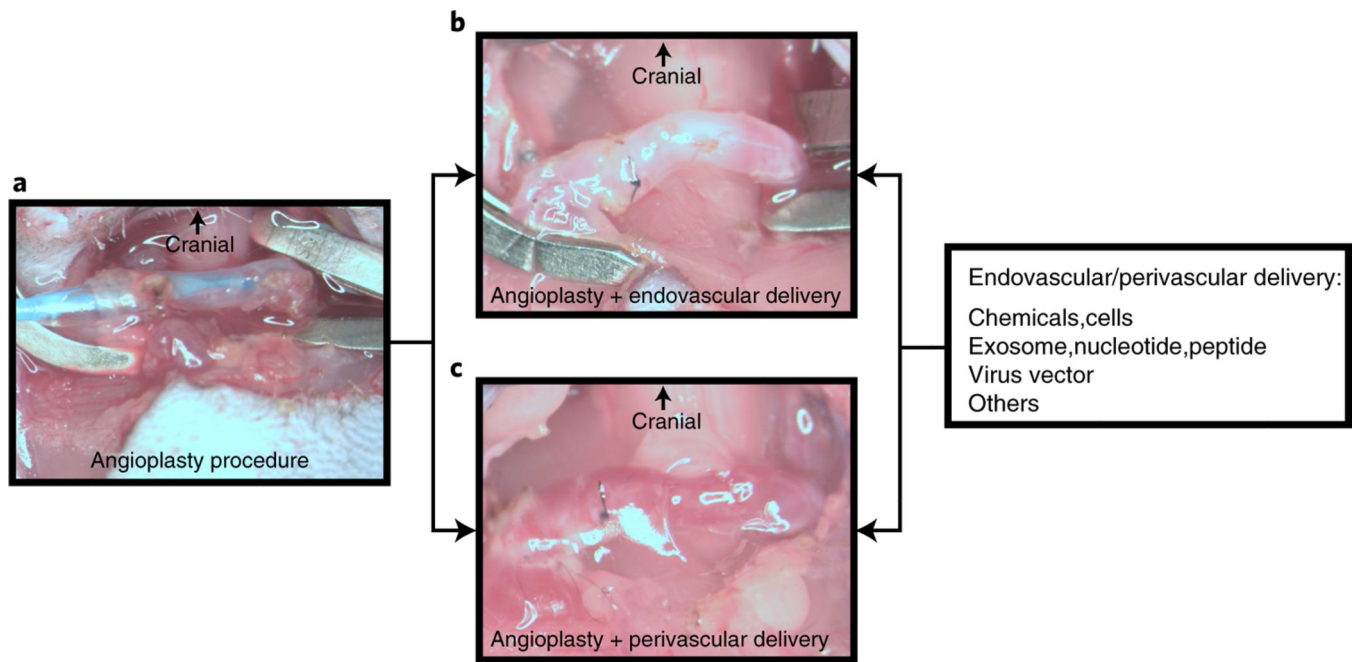 a
Cranial
Angioplasty procedure
b
Cranial
Angioplasty + endovascular delivery
c
Cranial
Angioplasty + perivascular delivery
Endovascular/perivascular delivery:
Chemicals,cells
Exosome,nucleotide,peptide
Virus vector
Others